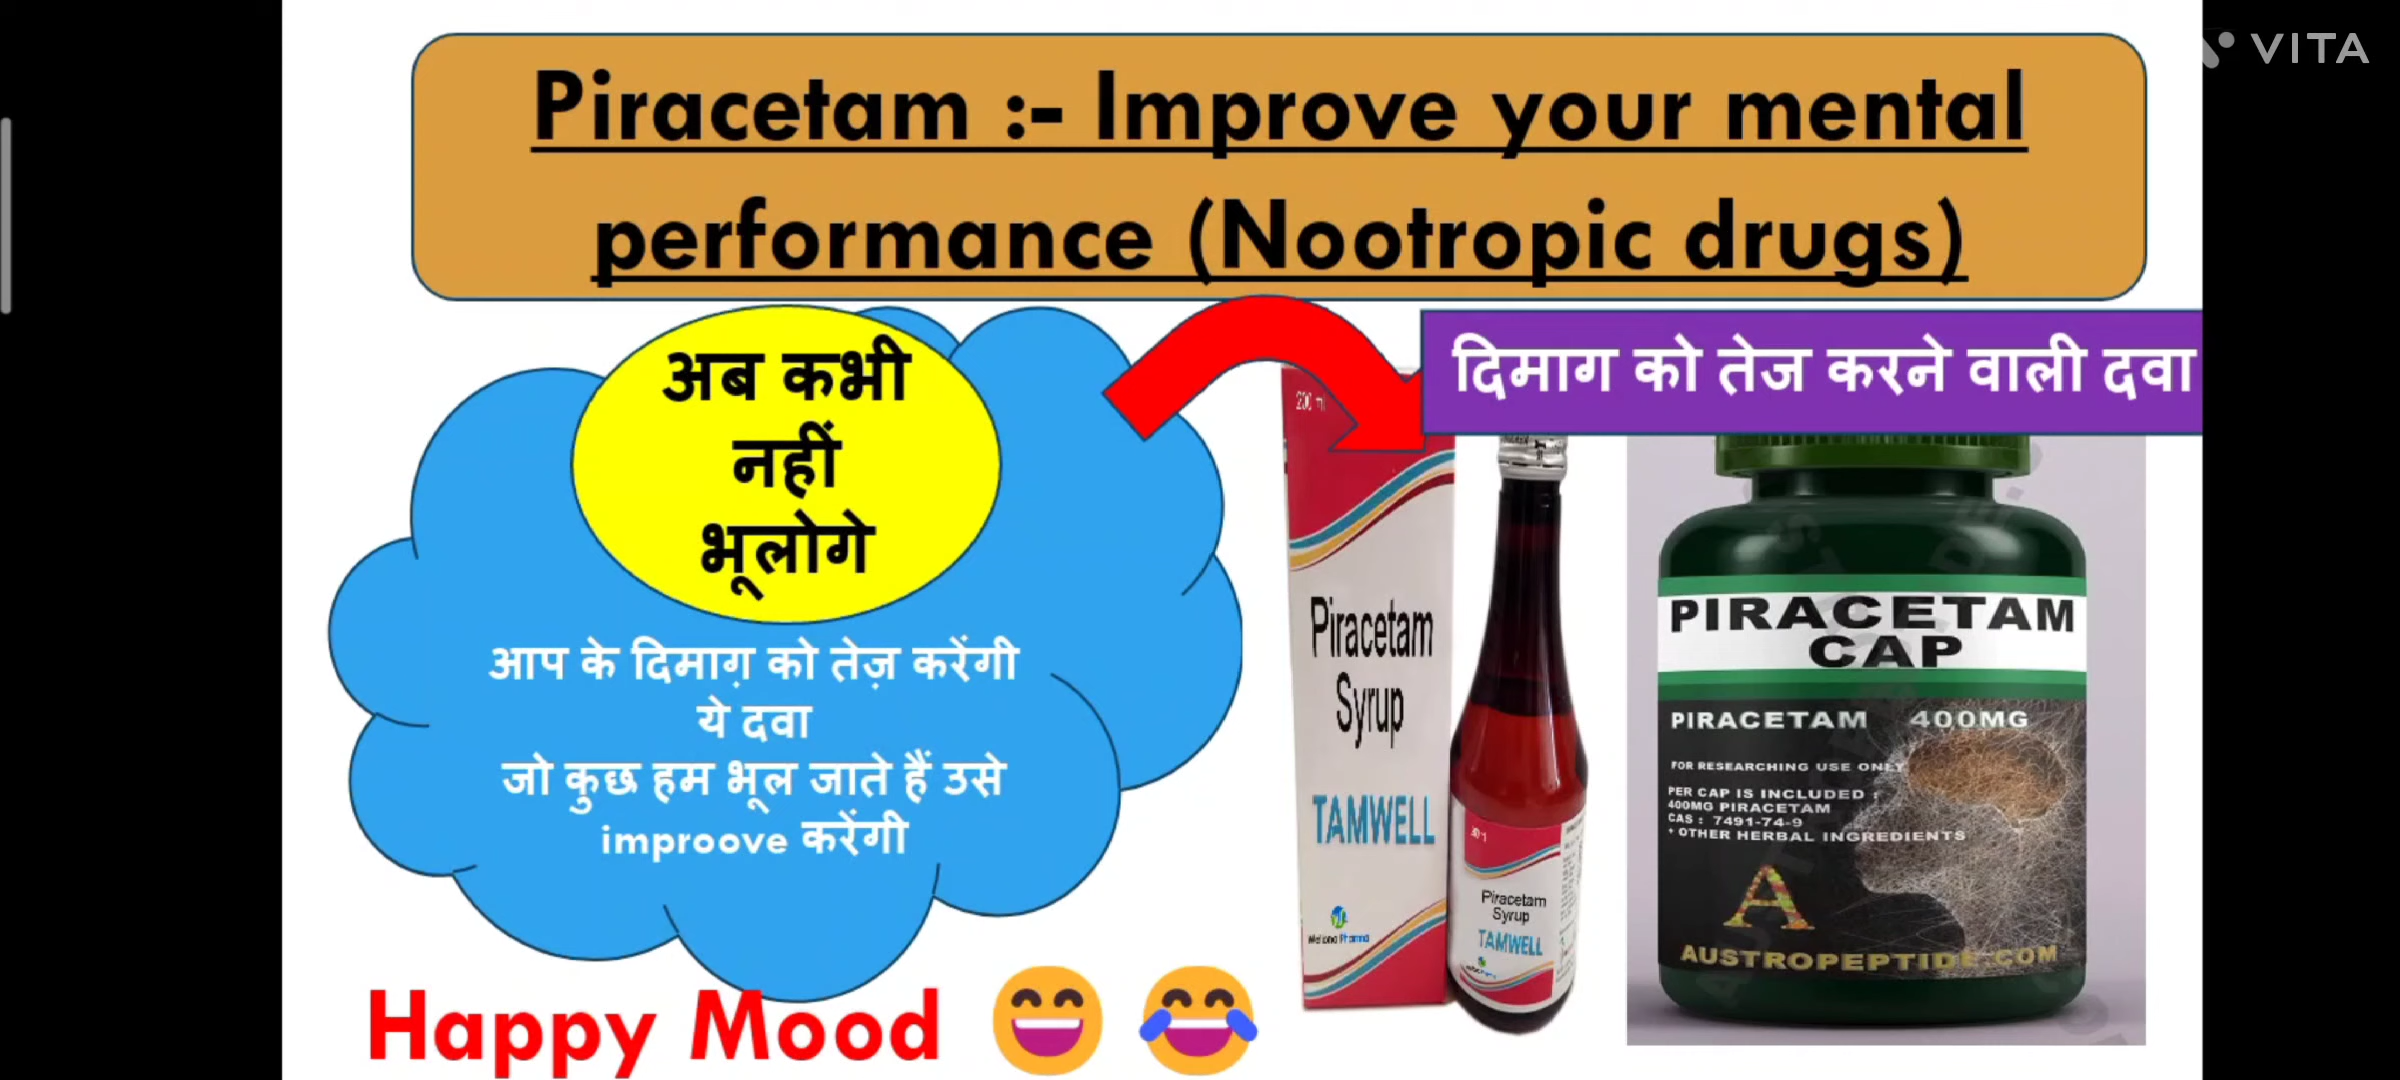 VITA
Piracetam :- Improve your mental
performance (Nootropic drugs)
अब कभी
नहीं
भूलोगे
आप के दिमाग़ को तेज़ करेंगी
ये दवा
जो कुछ हम भूल जाते हैं उसे
improove करेंगी
Happy Mood
दिमाग को तेज करने वाली दवा
200 ml
Piracetam
Syrup
TAMWELL
Piracetam
Syrup
TAMWELL
PIRACETAM
CAP
PIRACETAM 400MG
FOR RESEARCHING USE ONLY
PER CAP IS INCLUDED :
400MG PIRACETAM
CAS : 7491-74-9
* OTHER HERBAL INGREDIENTS
A
AUSTROPEPTIDE.COM